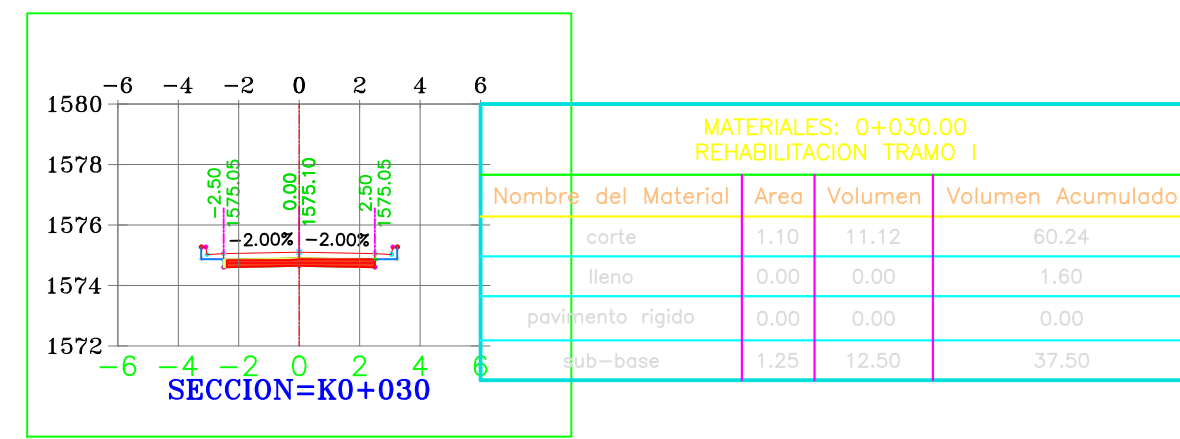 −6 −4 −2 0 2 4 6
1580
1578
1576
1574
1572
−2.50
1575.05
0.00
1575.10
2.50
1575.05
−2.00% −2.00%
−6 −4 −2 0 2 4 6
SECCION=K0+030
MATERIALES: 0+030.00
REHABILITACION TRAMO I
Nombre del Material Area Volumen Volumen Acumulado
corte 1.10 11.12 60.24
lleno 0.00 0.00 1.60
pavimento rigido 0.00 0.00 0.00
sub−base 1.25 12.50 37.50